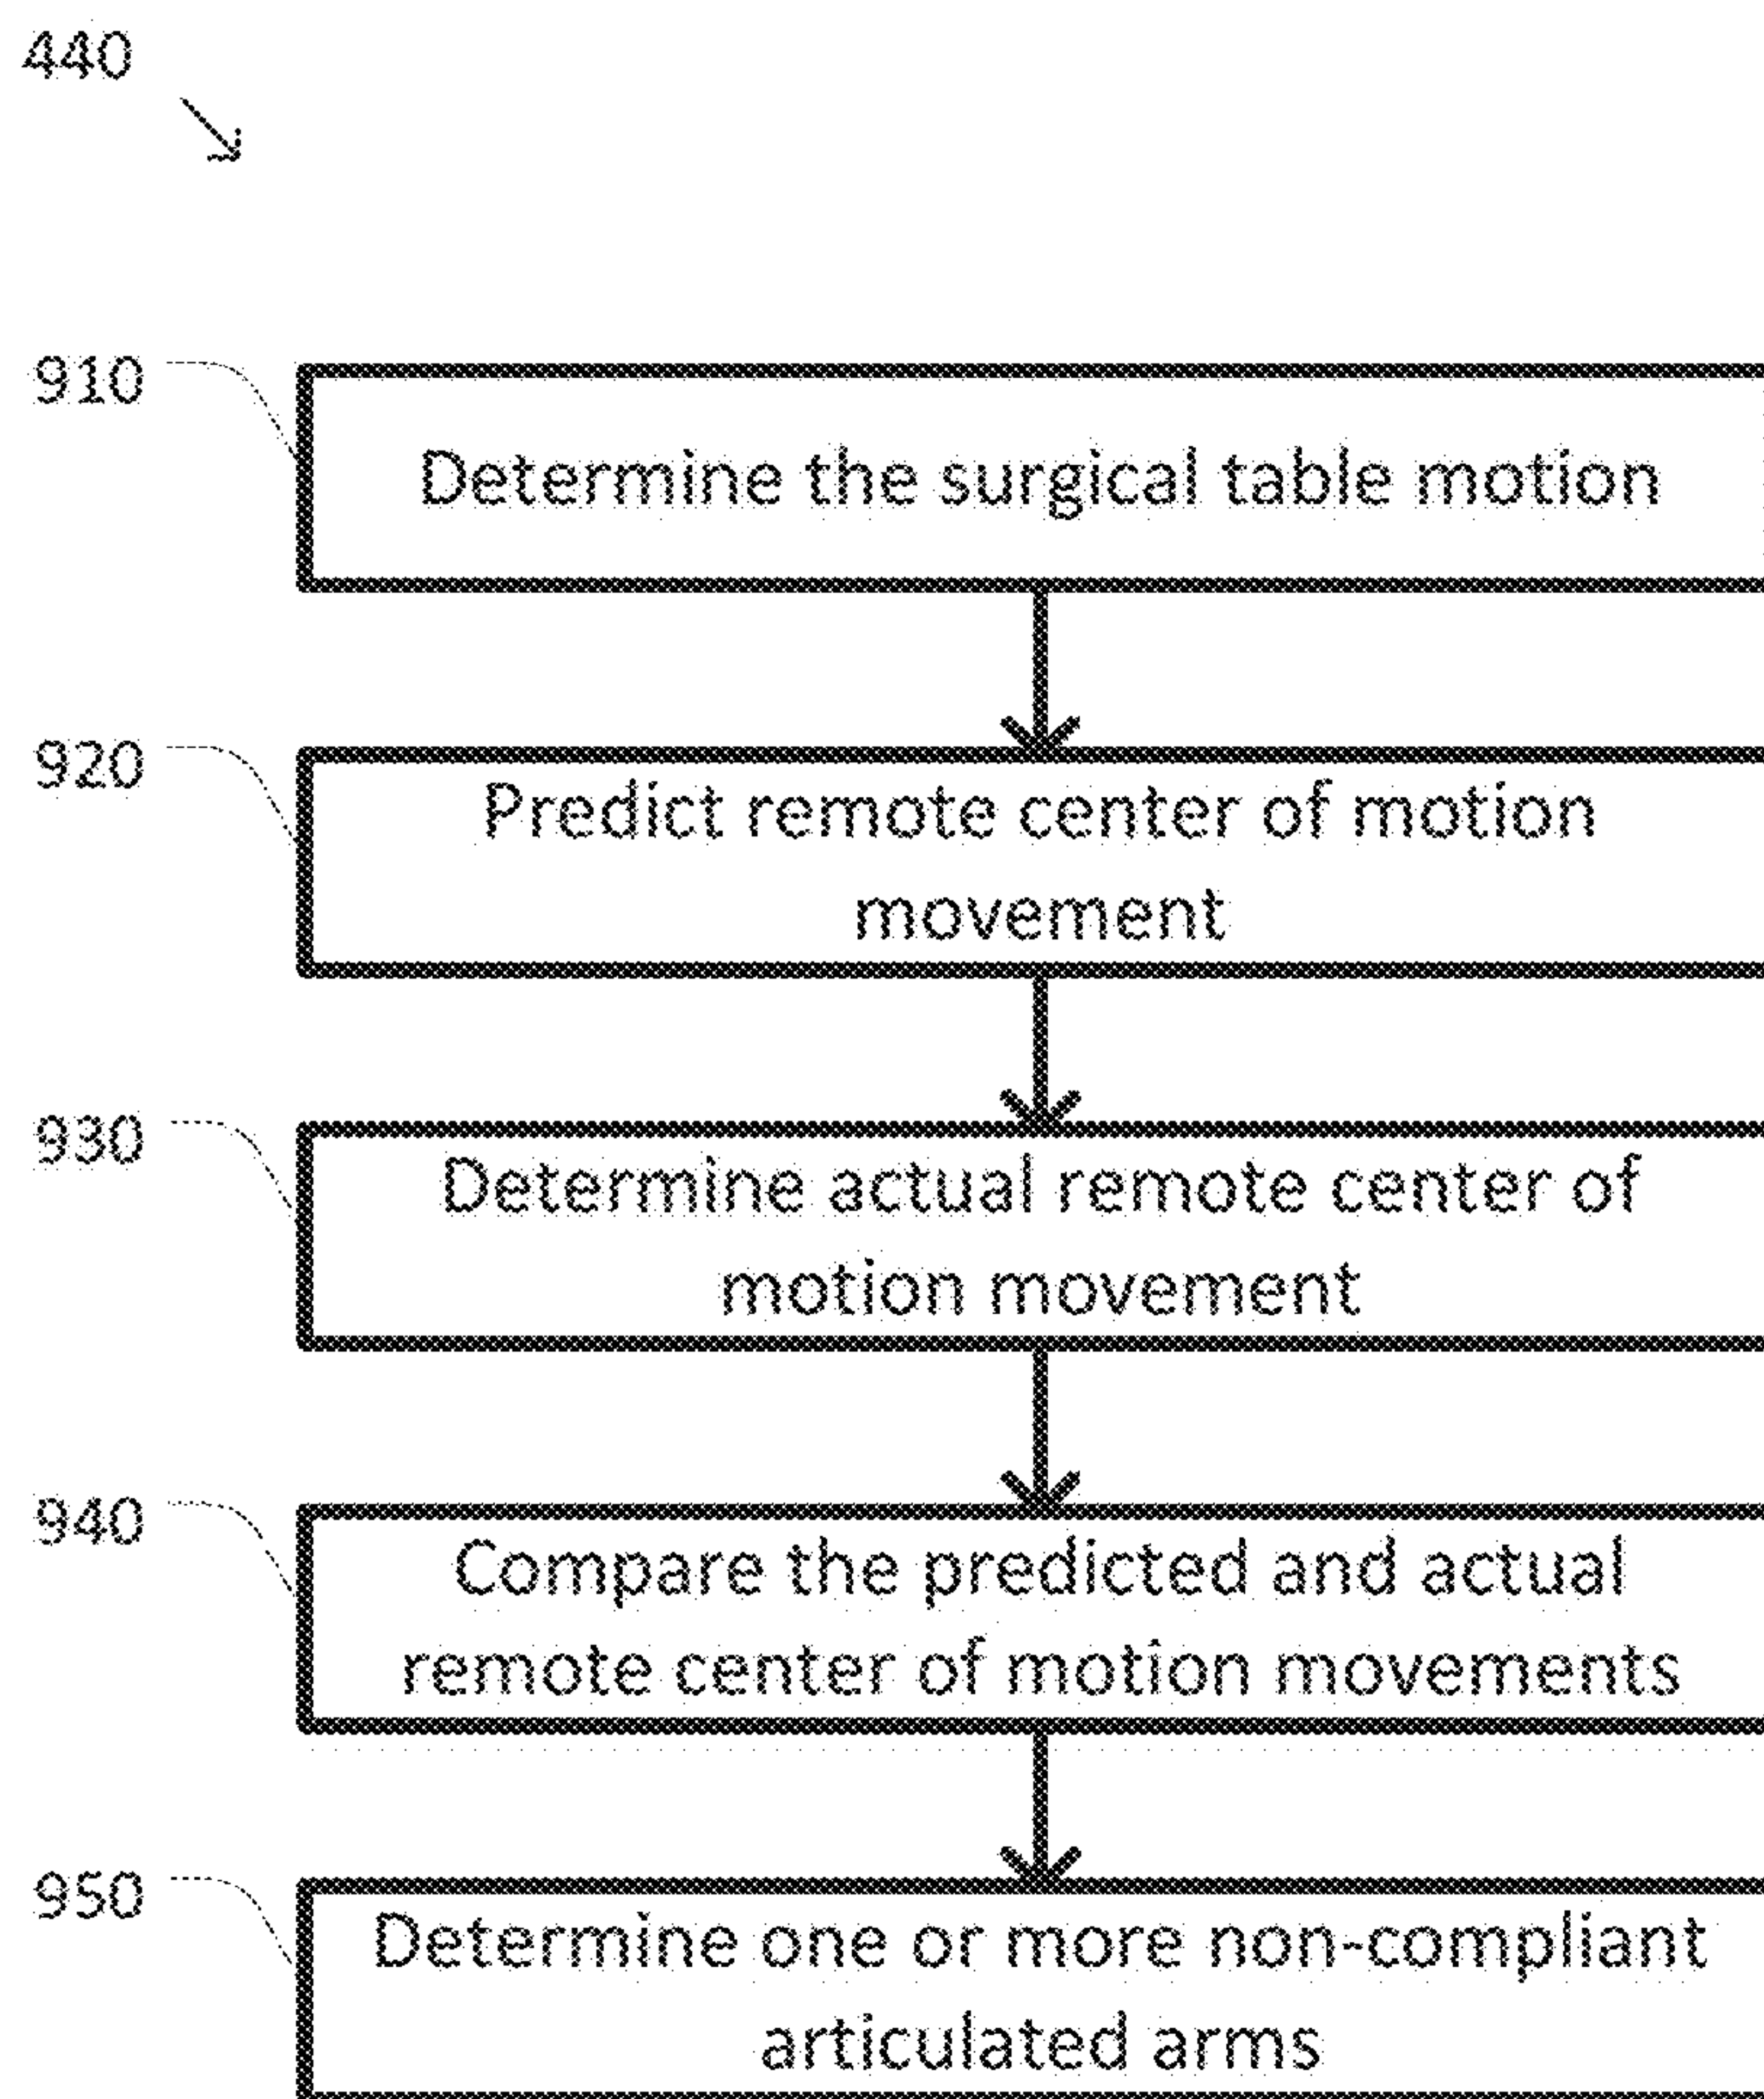 440
910
Determine the surgical table motion
920
Predict remote center of motion
movement
930
Determine actual remote center of
motion movement
940
Compare the predicted and actual
remote center of motion movements
950
Determine one or more non-compliant
articulated arms